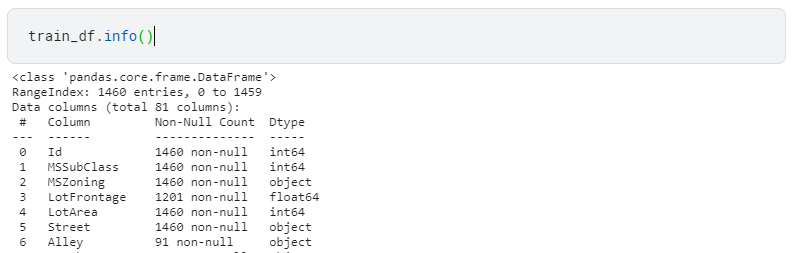 train_df.info()
<class 'pandas.core.frame.DataFrame'>
RangeIndex: 1460 entries, 0 to 1459
Data columns (total 81 columns):
 #   Column         Non-Null Count  Dtype
---  ------         --------------  -----
 0   Id             1460 non-null   int64
 1   MSSubClass     1460 non-null   int64
 2   MSZoning       1460 non-null   object
 3   LotFrontage    1201 non-null   float64
 4   LotArea        1460 non-null   int64
 5   Street         1460 non-null   object
 6   Alley          91 non-null     object